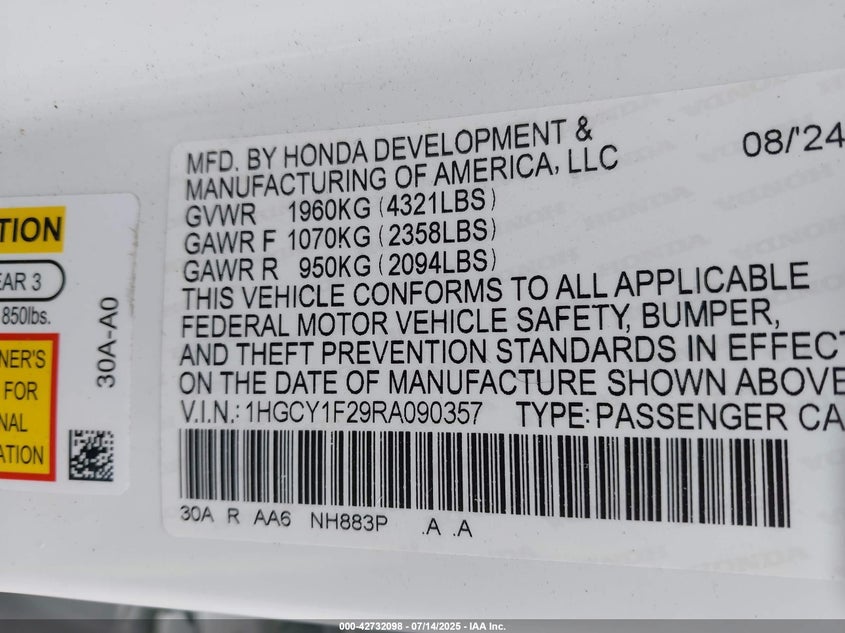 TION
EAR 3
850lbs.
NER'S
FOR
NAL
ATION
30A-A0
MFD. BY HONDA DEVELOPMENT &
MANUFACTURING OF AMERICA, LLC
08/'24
GVWR 1960KG (4321LBS)
GAWR F 1070KG (2358LBS)
GAWR R 950KG (2094LBS)
THIS VEHICLE CONFORMS TO ALL APPLICABLE
FEDERAL MOTOR VEHICLE SAFETY, BUMPER,
AND THEFT PREVENTION STANDARDS IN EFFECT
ON THE DATE OF MANUFACTURE SHOWN ABOVE
V.I.N.: 1HGCY1F29RA090357 TYPE: PASSENGER CA
30A R AA6 NH883P .A .A
000-42732098 - 07/14/2025 - IAA Inc.